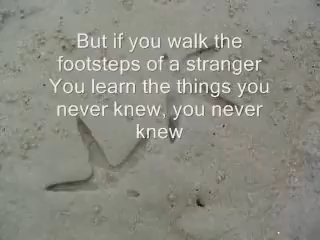 But if you walk the
footsteps of a stranger
You learn the things you
never knew, you never
knew